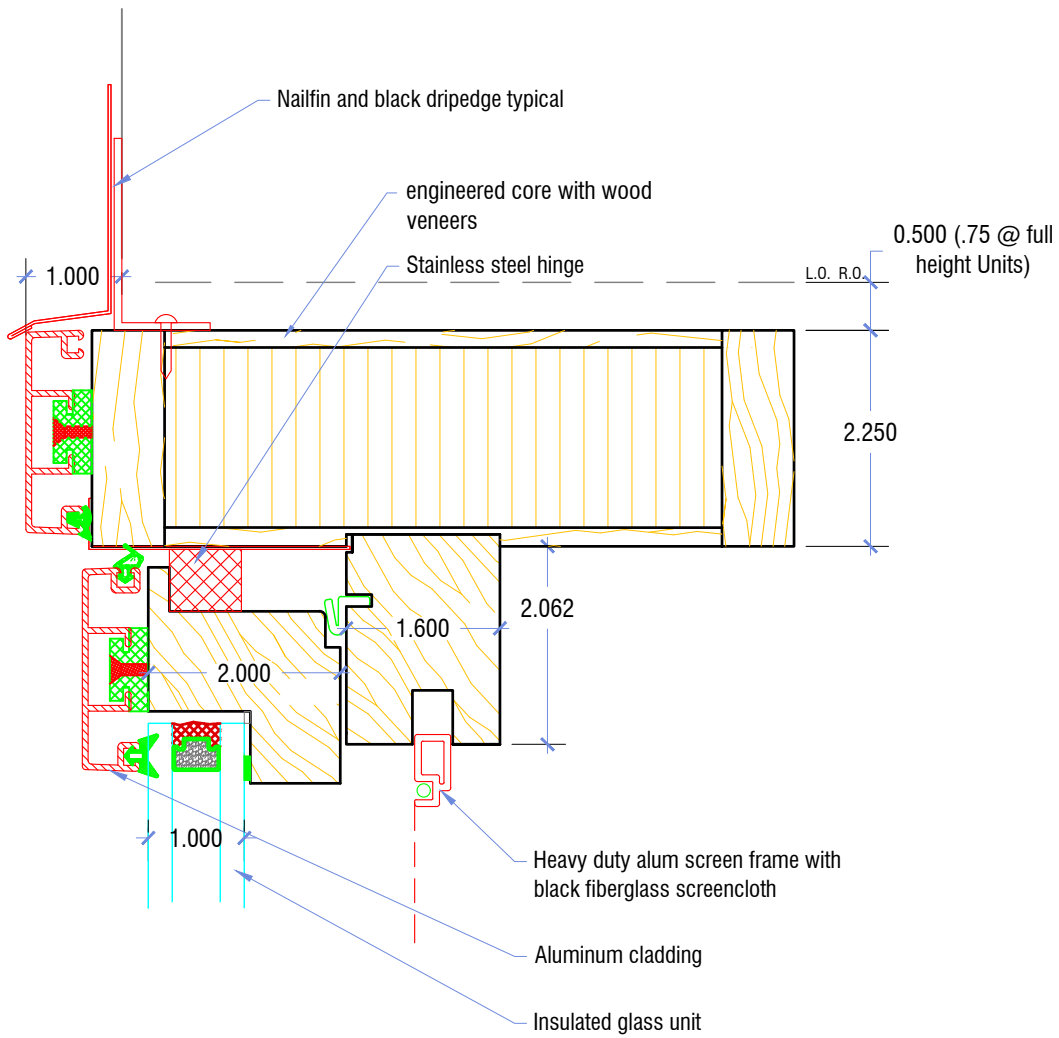 Nailfin and black dripedge typical
engineered core with wood
veneers
0.500 (.75 @ full
height Units)
Stainless steel hinge
1.000
L.O. R.O.
2.250
2.062
1.600
2.000
1.000
Heavy duty alum screen frame with
black fiberglass screencloth
Aluminum cladding
Insulated glass unit